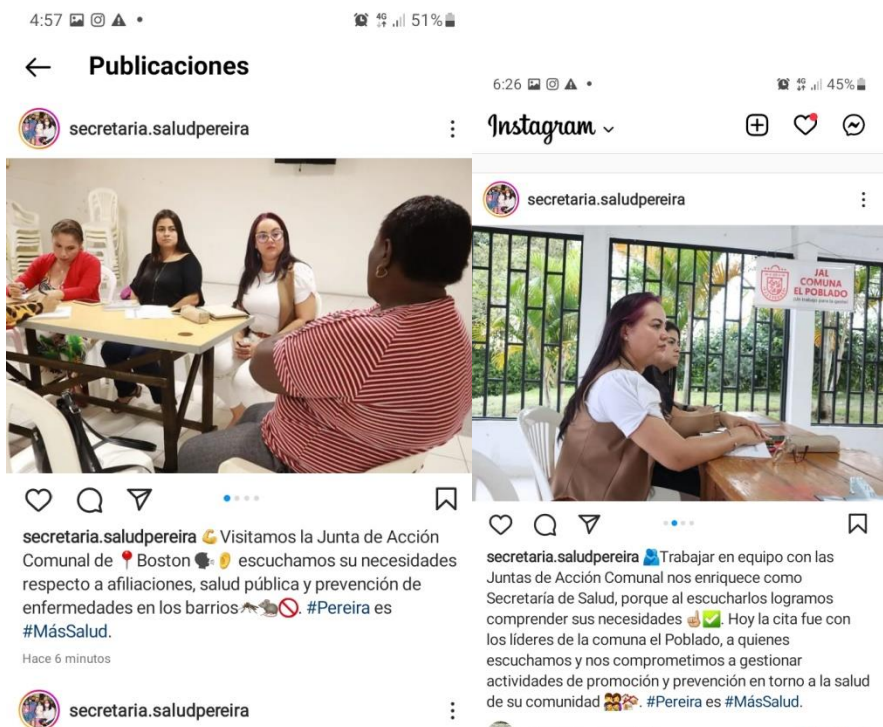 4:57
4G
51%
Publicaciones
secretaria.saludpereira
secretaria.saludpereira 💪 Visitamos la Junta de Acción
Comunal de 📍 Boston 🗣👂 escuchamos su necesidades
respecto a afiliaciones, salud pública y prevención de
enfermedades en los barrios🦟🐀🚫. #Pereira es
#MásSalud.
Hace 6 minutos
secretaria.saludpereira
6:26
4G
45%
Instagram
secretaria.saludpereira
JAL
COMUNA
EL POBLADO
secretaria.saludpereira 🫂Trabajar en equipo con las
Juntas de Acción Comunal nos enriquece como
Secretaría de Salud, porque al escucharlos logramos
comprender sus necesidades ☝🏼✅. Hoy la cita fue con
los líderes de la comuna el Poblado, a quienes
escuchamos y nos comprometimos a gestionar
actividades de promoción y prevención en torno a la salud
de su comunidad 👨‍👩‍👧‍👦🏘. #Pereira es #MásSalud.